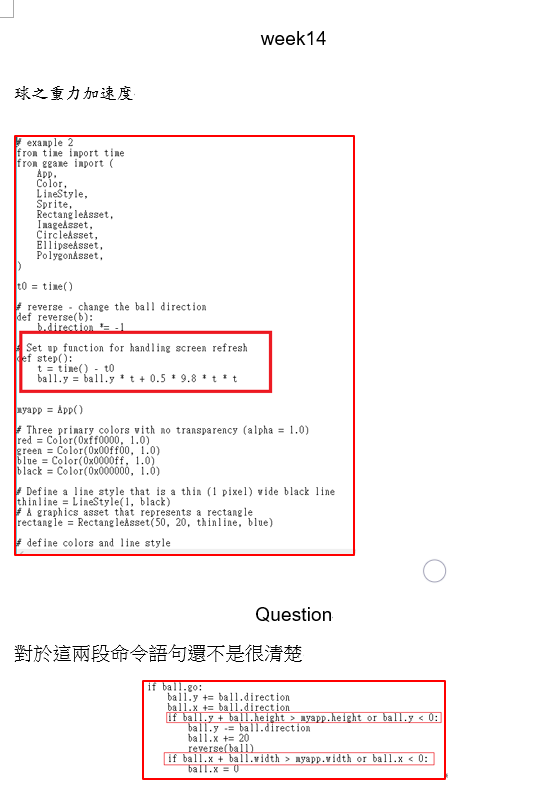 week14
球之重力加速度
# example 2
from time import time
from ggame import (
    App,
    Color,
    LineStyle,
    Sprite,
    RectangleAsset,
    ImageAsset,
    CircleAsset,
    EllipseAsset,
    PolygonAsset,
)
t0 = time()
# reverse - change the ball direction
def reverse(b):
    b.direction *= -1
# Set up function for handling screen refresh
def step():
    t = time() - t0
    ball.y = ball.y * t + 0.5 * 9.8 * t * t
myapp = App()
# Three primary colors with no transparency (alpha = 1.0)
red = Color(0xff0000, 1.0)
green = Color(0x00ff00, 1.0)
blue = Color(0x0000ff, 1.0)
black = Color(0x000000, 1.0)
# Define a line style that is a thin (1 pixel) wide black line
thinline = LineStyle(1, black)
# A graphics asset that represents a rectangle
rectangle = RectangleAsset(50, 20, thinline, blue)
# define colors and line style
Question
對於這兩段命令語句還不是很清楚
if ball.go:
    ball.y += ball.direction
    ball.x += ball.direction
    if ball.y + ball.height > myapp.height or ball.y < 0:
        ball.y -= ball.direction
        ball.x += 20
        reverse(ball)
    if ball.x + ball.width > myapp.width or ball.x < 0:
        ball.x = 0